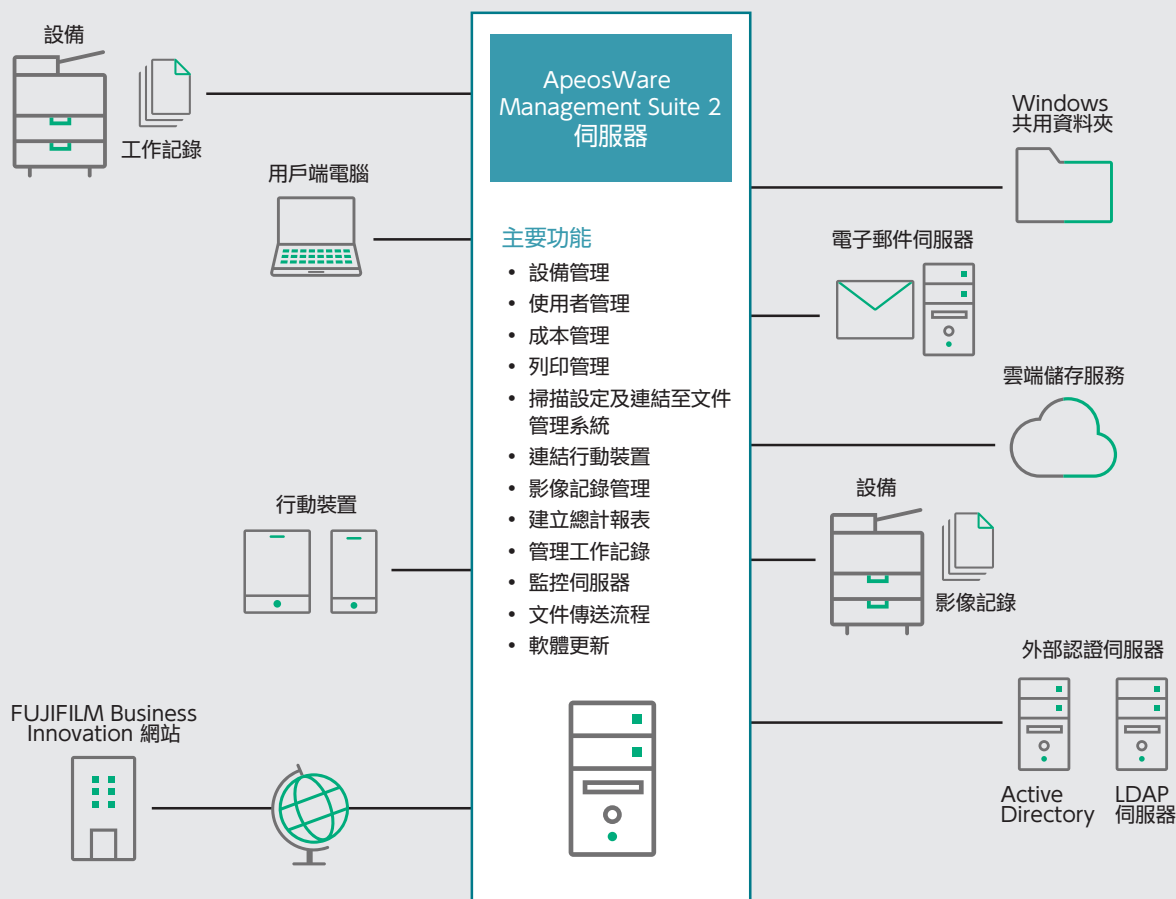 設備
工作記錄
用戶端電腦
行動裝置
FUJIFILM Business
Innovation 網站
ApeosWare
Management Suite 2
伺服器
主要功能
• 設備管理
• 使用者管理
• 成本管理
• 列印管理
• 掃描設定及連結至文件
管理系統
• 連結行動裝置
• 影像記錄管理
• 建立總計報表
• 管理工作記錄
• 監控伺服器
• 文件傳送流程
• 軟體更新
Windows
共用資料夾
電子郵件伺服器
雲端儲存服務
設備
影像記錄
外部認證伺服器
Active
Directory
LDAP
伺服器